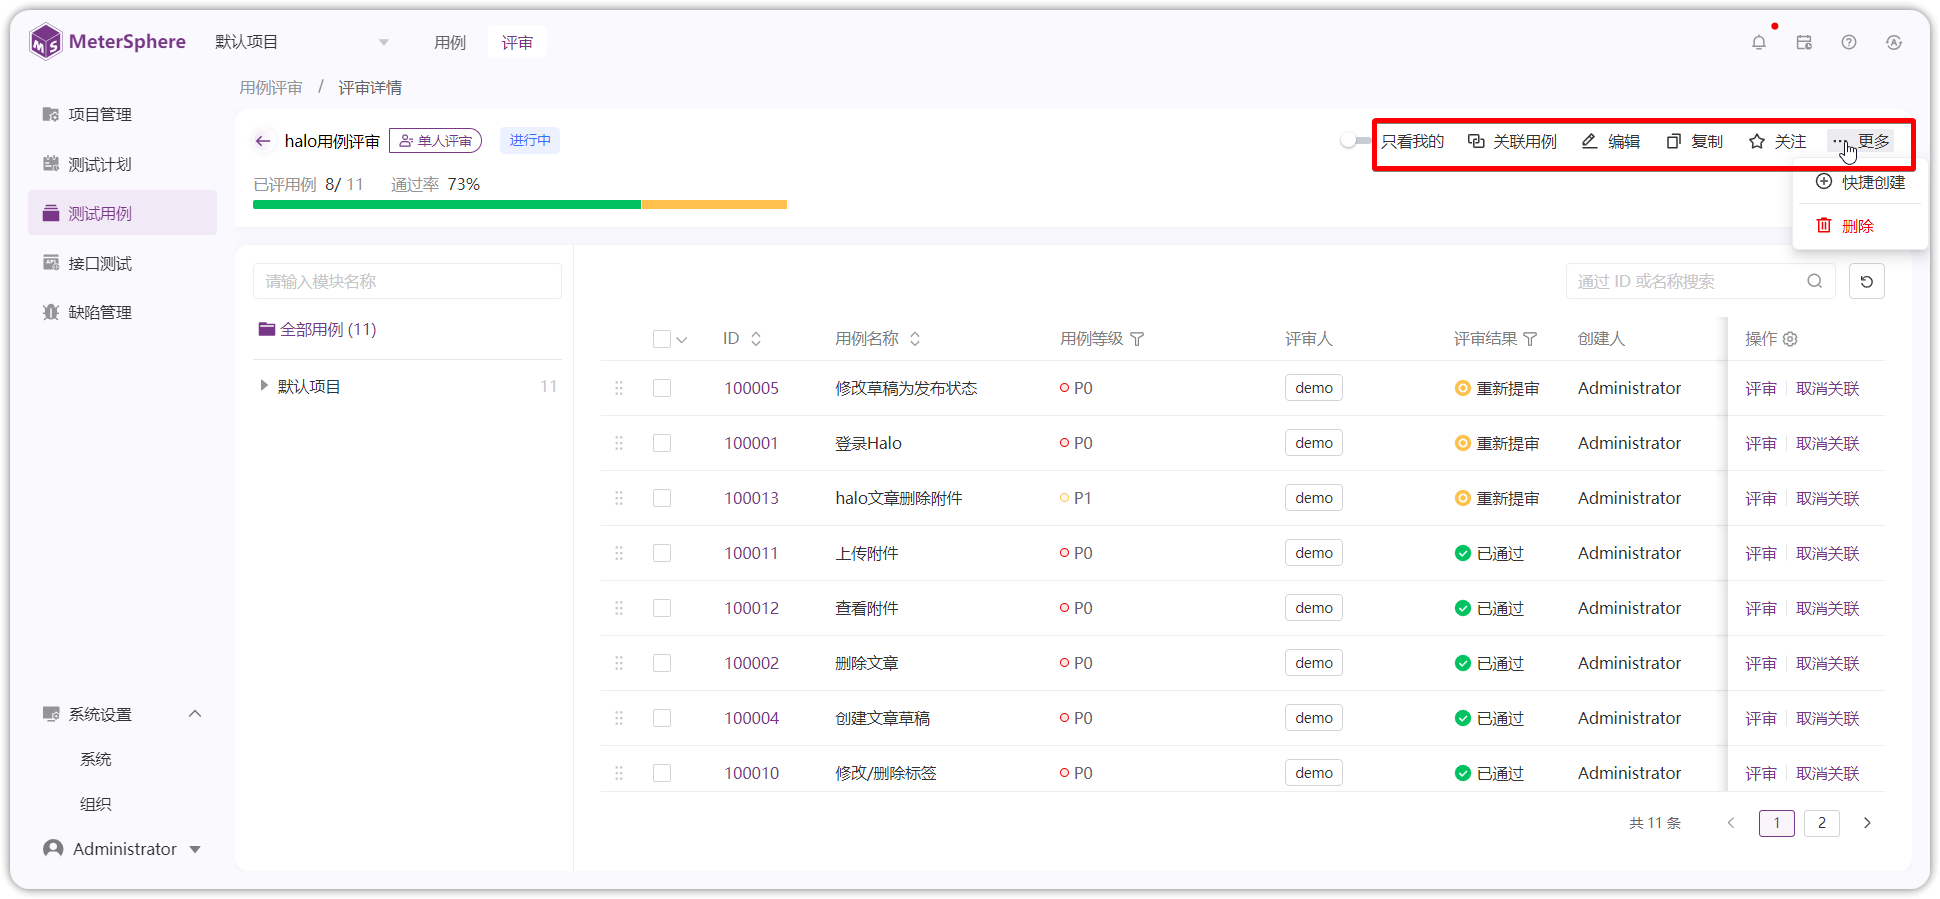 MeterSphere 默认项目 用例 评审
用例评审 / 评审详情
项目管理
测试计划
测试用例
接口测试
缺陷管理
系统设置
系统
组织
Administrator
halo用例评审 单人评审 进行中
只看我的 关联用例 编辑 复制 关注 更多
快捷创建
删除
已评用例 8/ 11 通过率 73%
请输入模块名称
全部用例 (11)
默认项目 11
通过 ID 或名称搜索
ID 用例名称 用例等级 评审人 评审结果 创建人 操作
100005 修改草稿为发布状态 P0 demo 重新提审 Administrator 评审 取消关联
100001 登录Halo P0 demo 重新提审 Administrator 评审 取消关联
100013 halo文章删除附件 P1 demo 重新提审 Administrator 评审 取消关联
100011 上传附件 P0 demo 已通过 Administrator 评审 取消关联
100012 查看附件 P0 demo 已通过 Administrator 评审 取消关联
100002 删除文章 P0 demo 已通过 Administrator 评审 取消关联
100004 创建文章草稿 P0 demo 已通过 Administrator 评审 取消关联
100010 修改/删除标签 P0 demo 已通过 Administrator 评审 取消关联
共 11 条 1 2